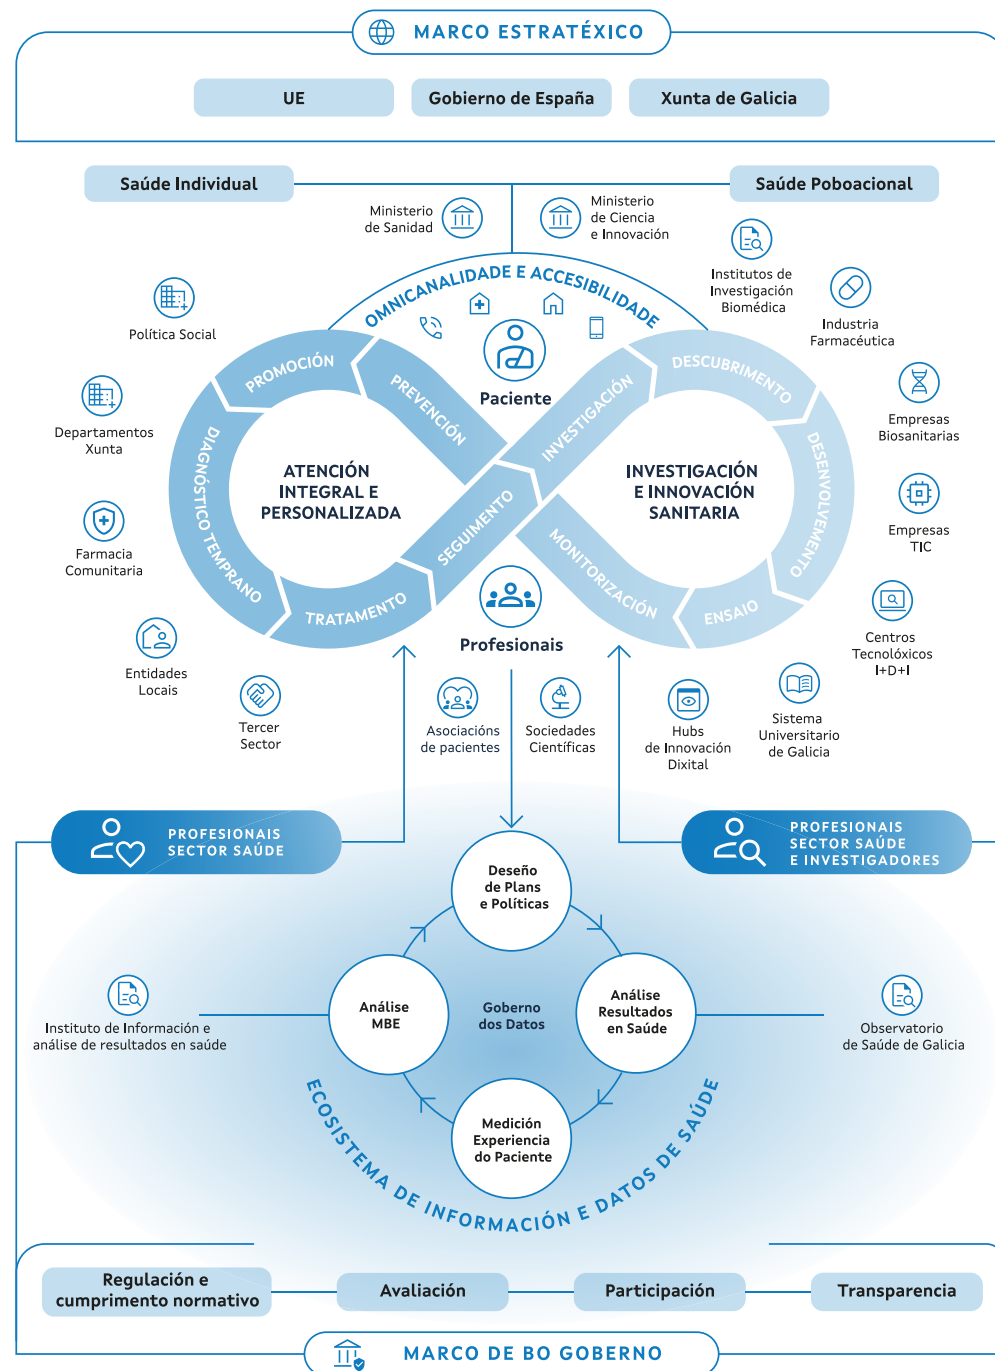 MARCO ESTRATÉXICO
UE
Gobierno de España
Xunta de Galicia
Saúde Individual
Saúde Poboacional
Ministerio
de Sanidad
Ministerio
de Ciencia
e Innovación
OMNICANALIDADE E ACCESIBILIDADE
Institutos de
Investigación
Biomédica
Industria
Farmacéutica
Política Social
Departamentos
Xunta
Empresas
Biosanitarias
Paciente
PROMOCIÓN
PREVENCIÓN
DIAGNÓSTICO TEMPRANO
TRATAMENTO
SEGUIMENTO
INVESTIGACIÓN
DESCUBRIMENTO
DESENVOLVEMENTO
ENSAIO
MONITORIZACIÓN
ATENCIÓN
INTEGRAL E
PERSONALIZADA
INVESTIGACIÓN
E INNOVACIÓN
SANITARIA
Farmacia
Comunitaria
Empresas
TIC
Profesionais
Entidades
Locais
Centros
Tecnolóxicos
I+D+I
Tercer
Sector
Asociacións
de pacientes
Sociedades
Científicas
Hubs
de Innovación
Dixital
Sistema
Universitario
de Galicia
PROFESIONAIS
SECTOR SAÚDE
PROFESIONAIS
SECTOR SAÚDE
E INVESTIGADORES
Deseño
de Plans
e Políticas
Análise
MBE
Goberno
dos Datos
Análise
Resultados
en Saúde
Instituto de Información e
análise de resultados en saúde
Observatorio
de Saúde de Galicia
Medición
Experiencia
do Paciente
ECOSISTEMA DE INFORMACIÓN E DATOS DE SAÚDE
Regulación e
cumprimento normativo
Avaliación
Participación
Transparencia
MARCO DE BO GOBERNO